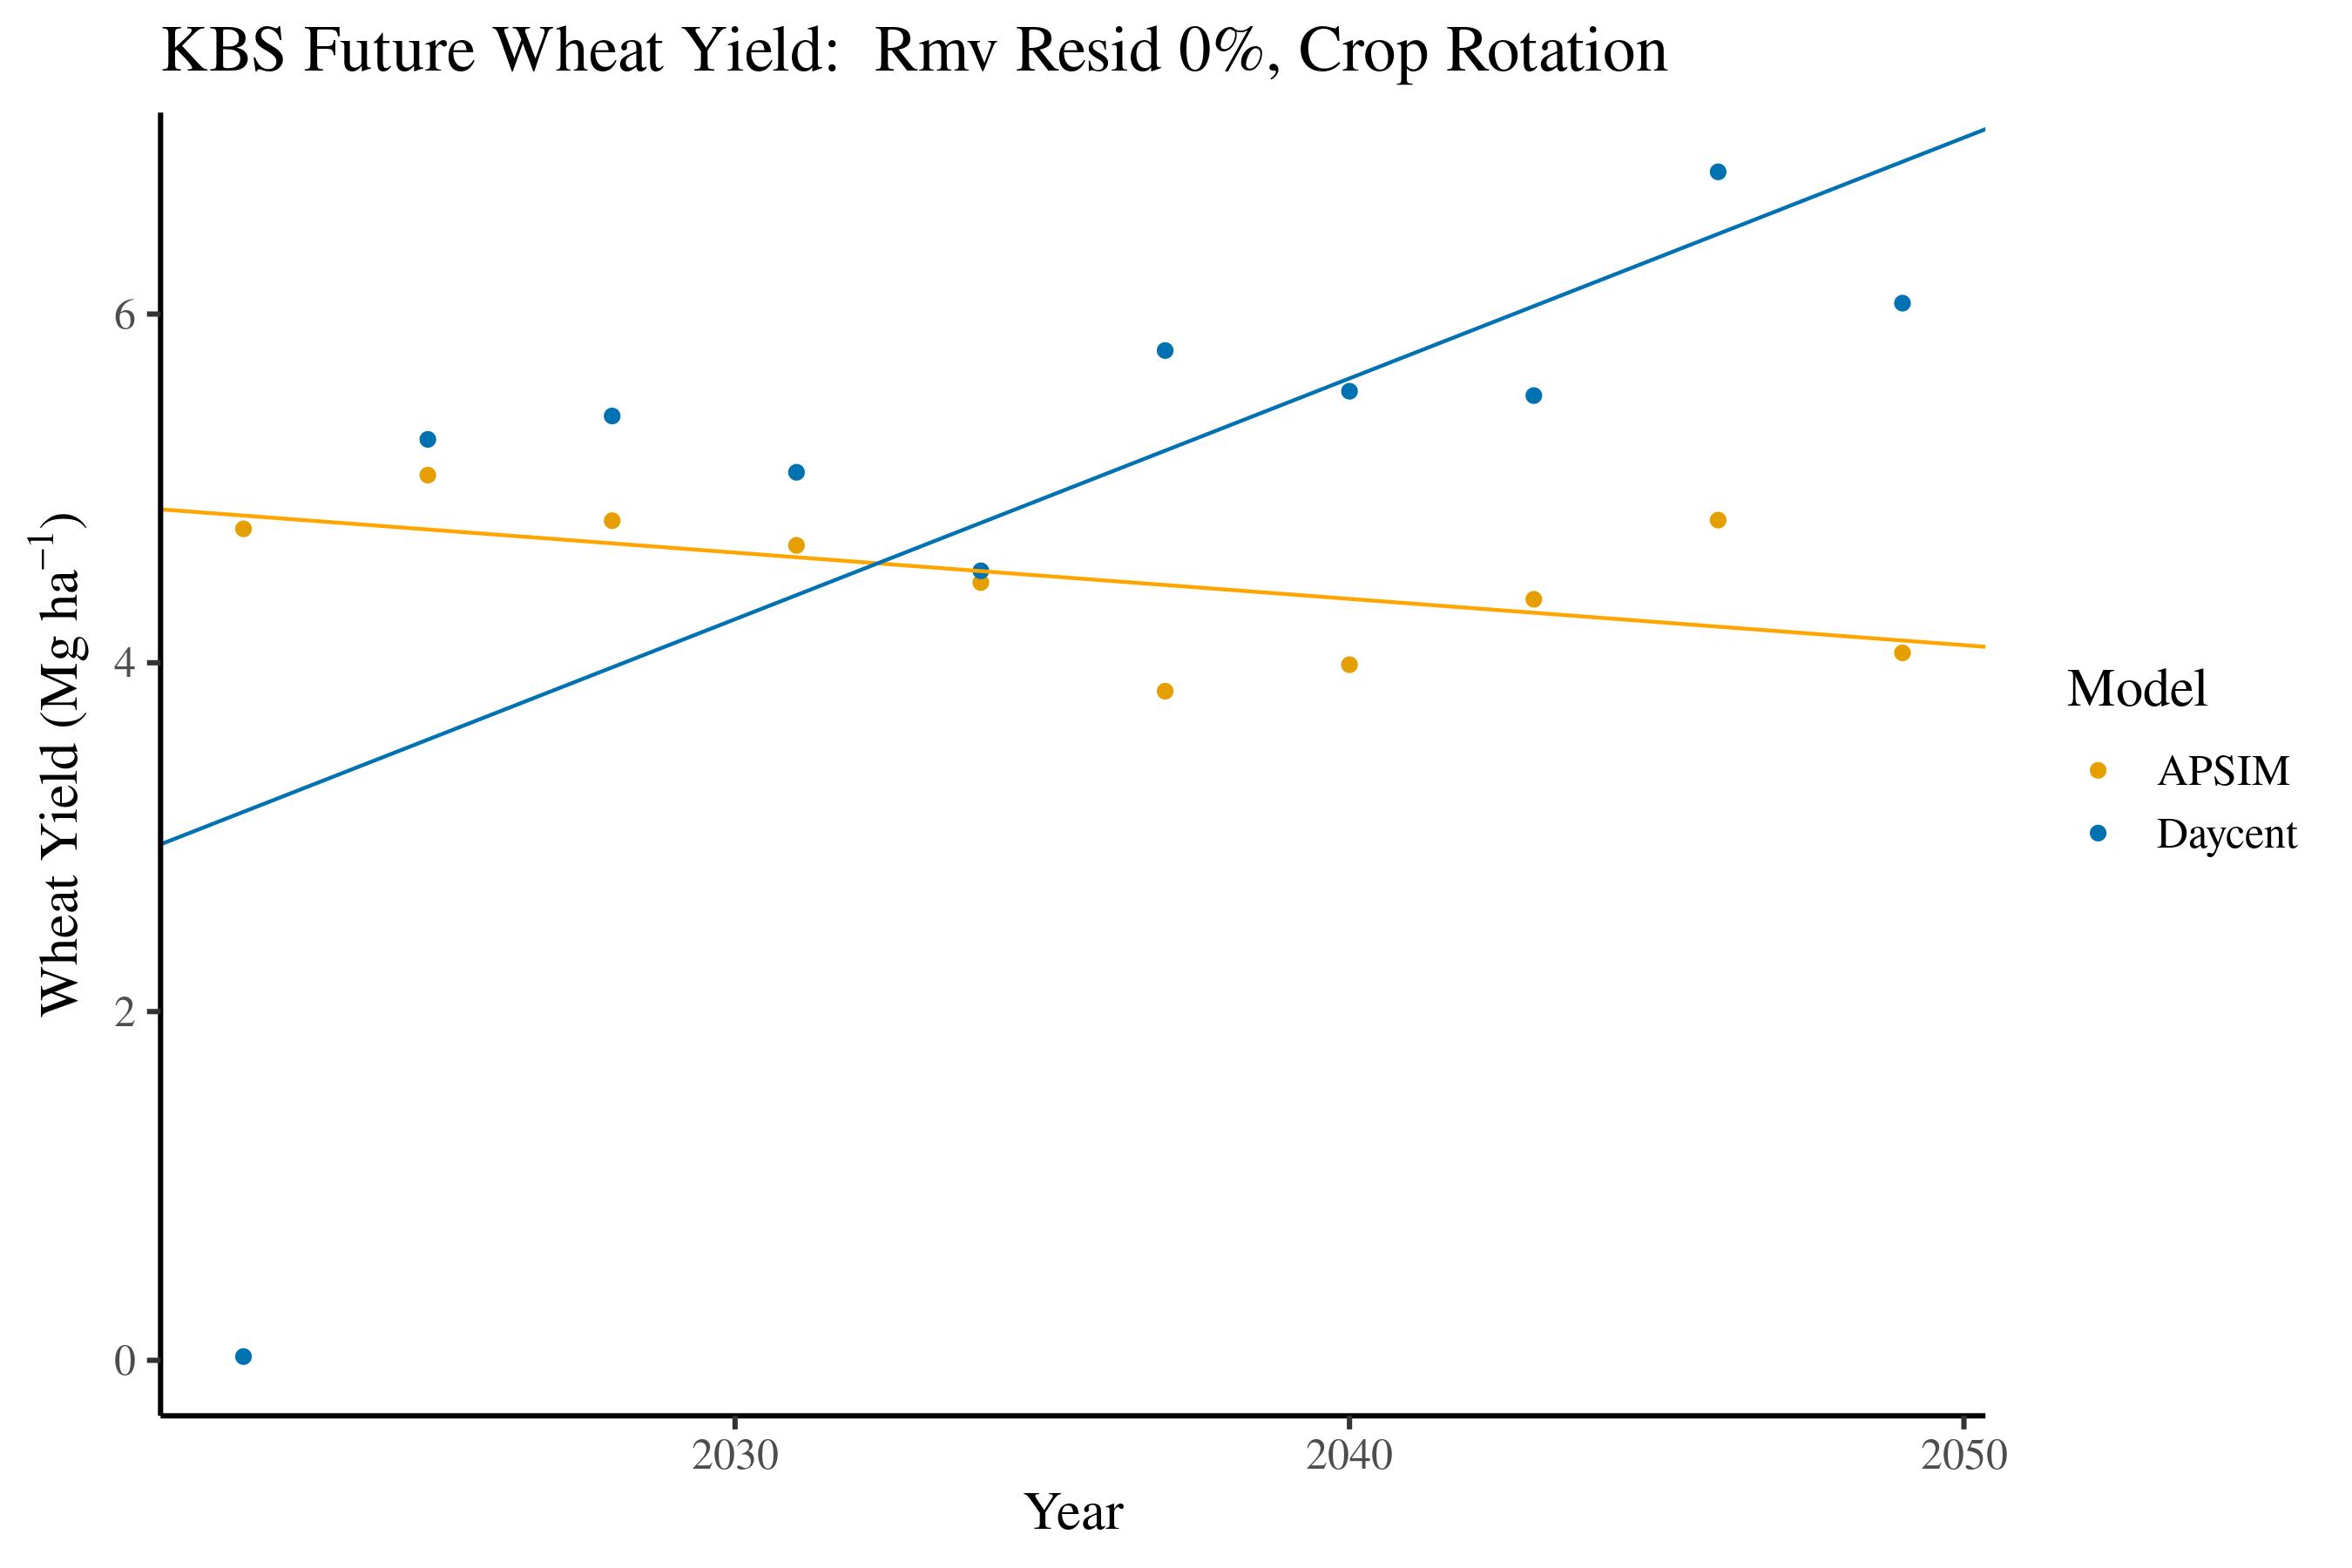 KBS Future Wheat Yield:  Rmv Resid 0%, Crop Rotation
Wheat Yield (Mg ha⁻¹)
6
4
2
0
2030
2040
2050
Year
Model
APSIM
Daycent